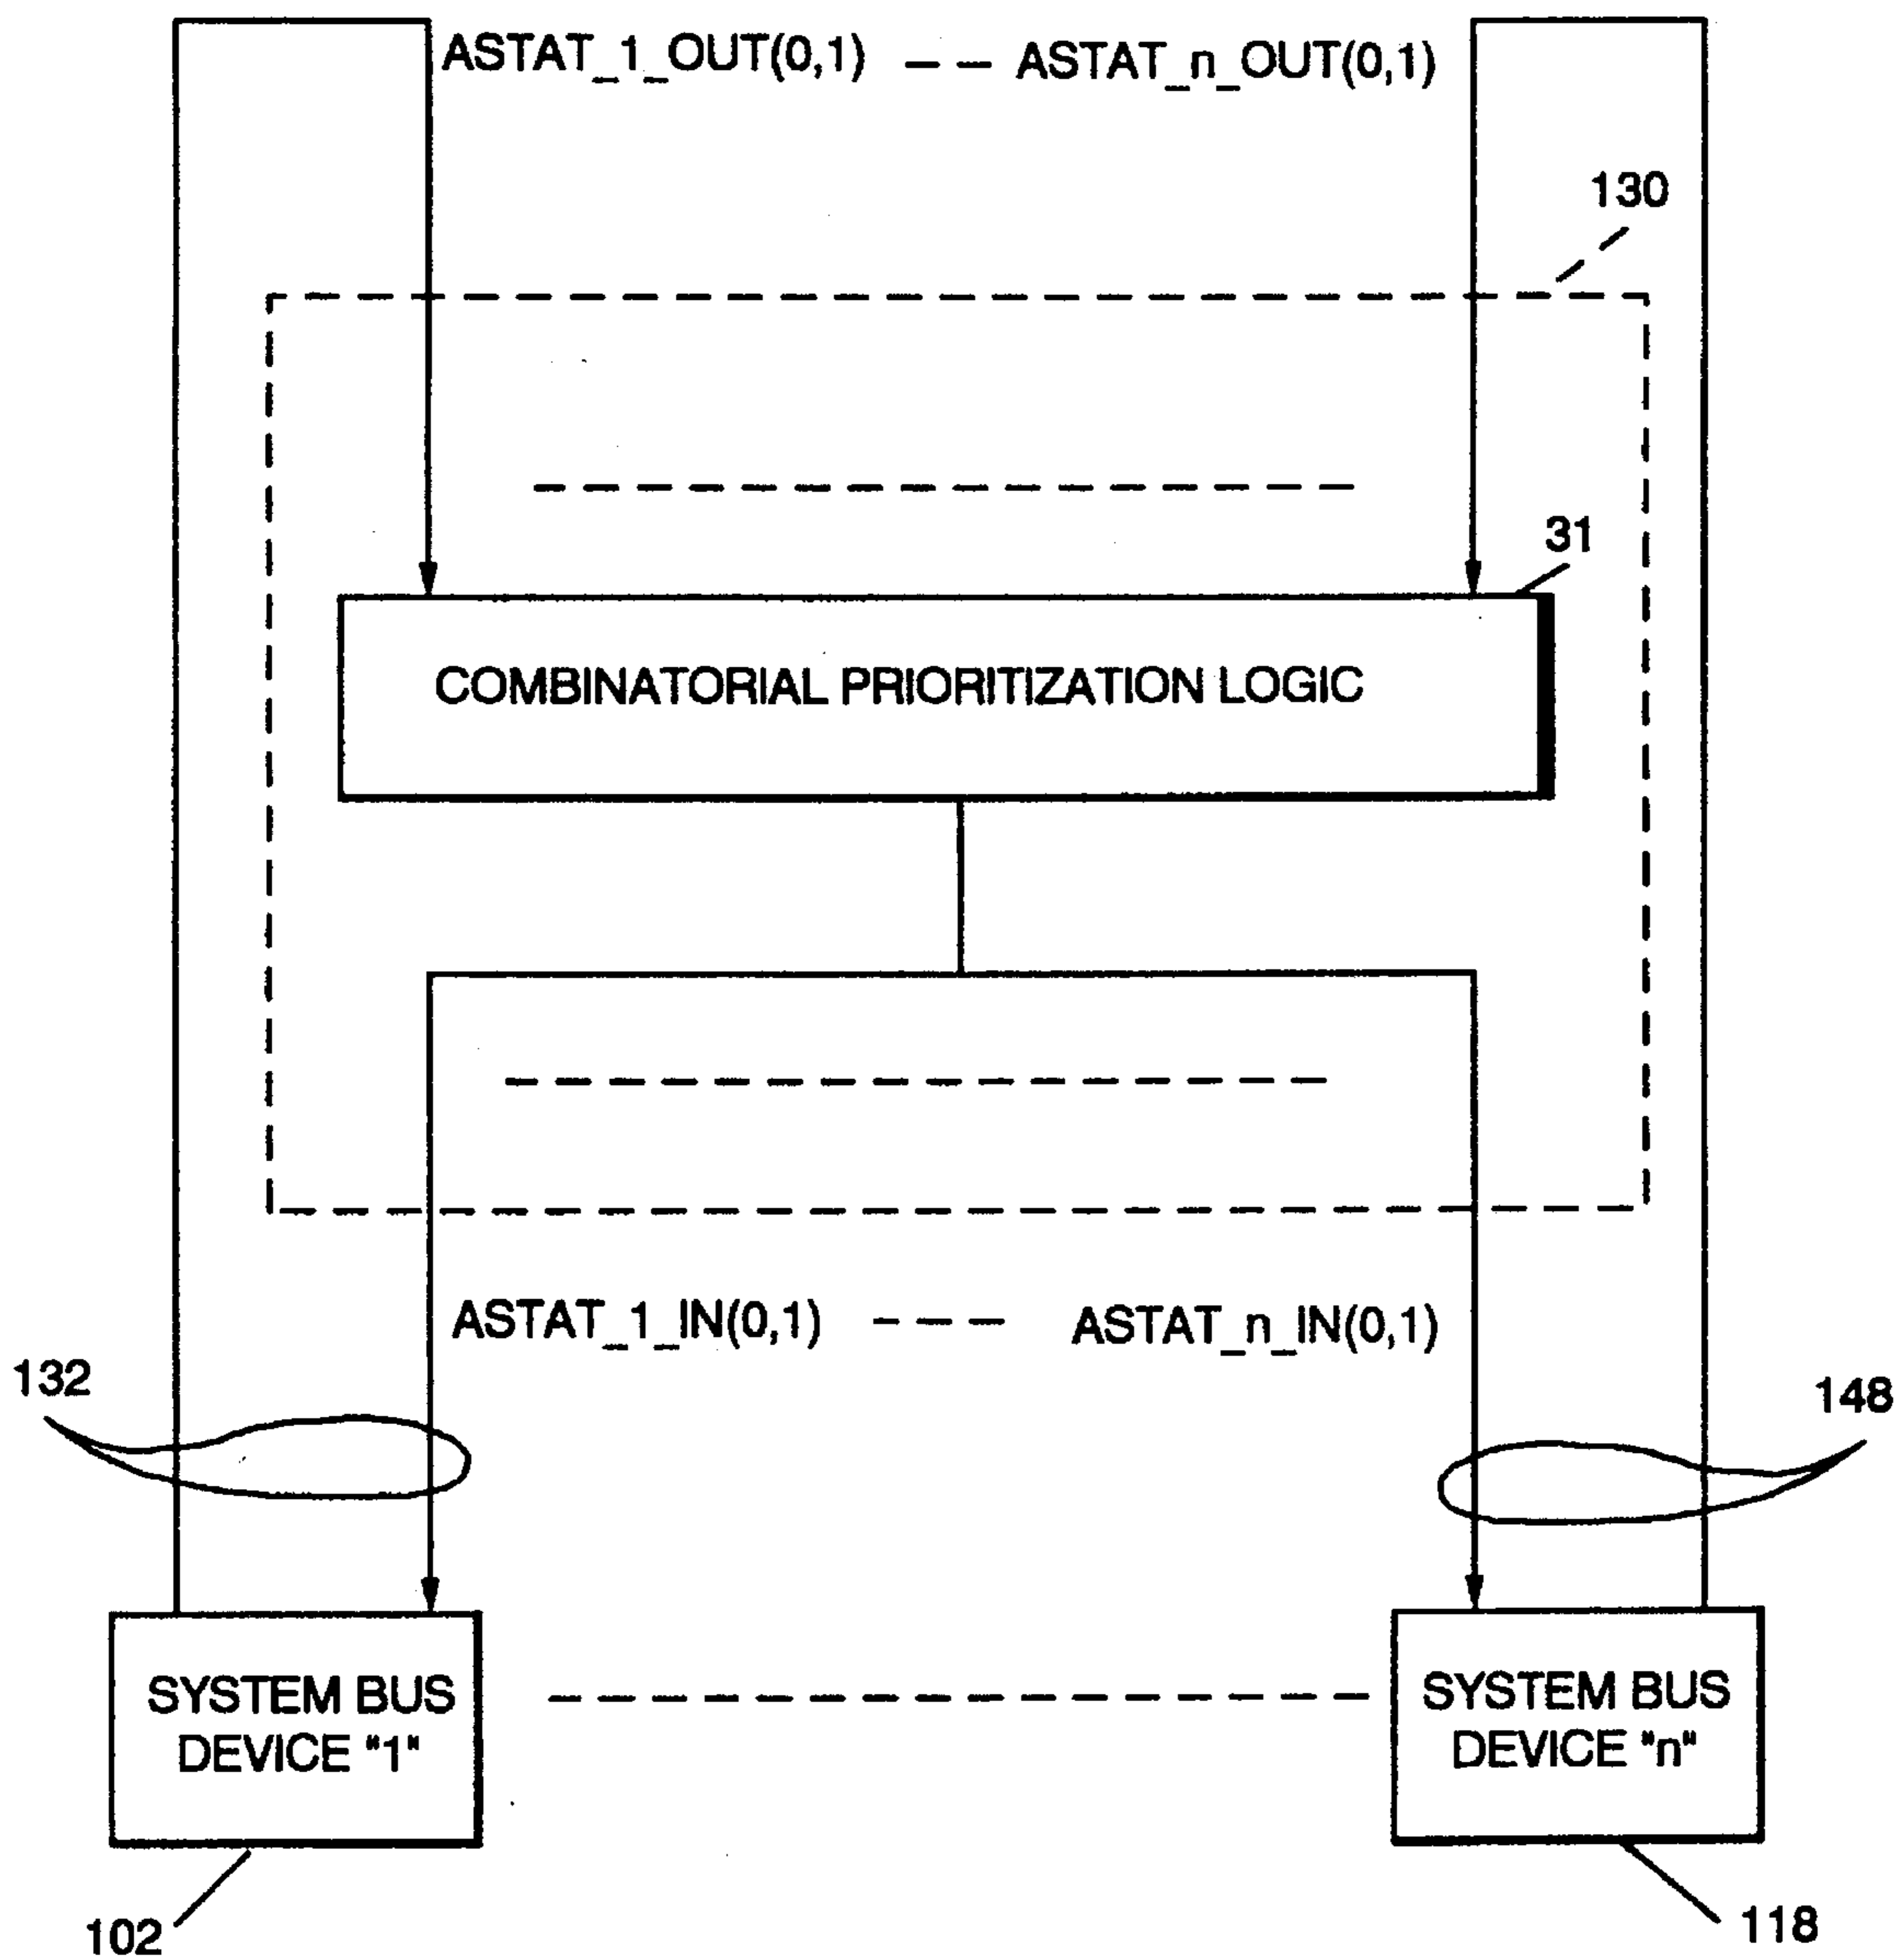 ASTAT_1_OUT(0,1) -- ASTAT_n_OUT(0,1)
130
31
COMBINATORIAL PRIORITIZATION LOGIC
ASTAT_1_IN(0,1) --- ASTAT_n_IN(0,1)
132
148
SYSTEM BUS
DEVICE "1"
SYSTEM BUS
DEVICE "n"
102
118